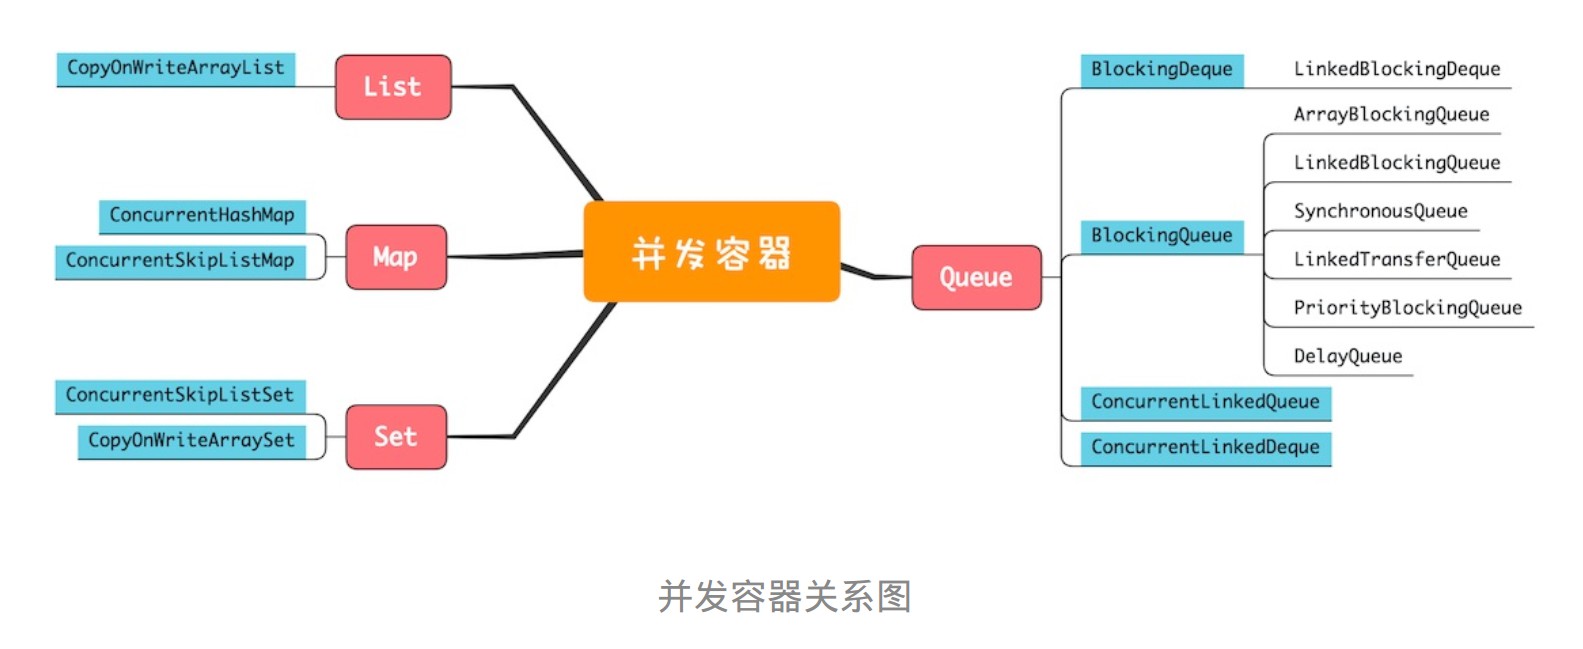 CopyOnWriteArrayList
List
ConcurrentHashMap
ConcurrentSkipListMap
Map
ConcurrentSkipListSet
CopyOnWriteArraySet
Set
并发容器
Queue
BlockingDeque
LinkedBlockingDeque
BlockingQueue
ArrayBlockingQueue
LinkedBlockingQueue
SynchronousQueue
LinkedTransferQueue
PriorityBlockingQueue
DelayQueue
ConcurrentLinkedQueue
ConcurrentLinkedDeque
并发容器关系图